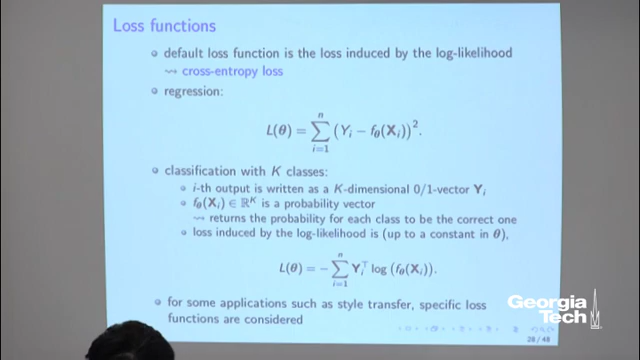 Loss functions
default loss function is the loss induced by the log-likelihood
⇝ cross-entropy loss
regression:
L(θ) = ∑_{i=1}^{n} (Y_i − f_θ(X_i))².
classification with K classes:
i-th output is written as a K-dimensional 0/1-vector Y_i
f_θ(X_i) ∈ ℝ^K is a probability vector
⇝ returns the probability for each class to be the correct one
loss induced by the log-likelihood is (up to a constant in θ),
L(θ) = − ∑_{i=1}^{n} Y_i^⊤ log (f_θ(X_i)).
for some applications such as style transfer, specific loss
functions are considered
Georgia
Tech
28 / 48